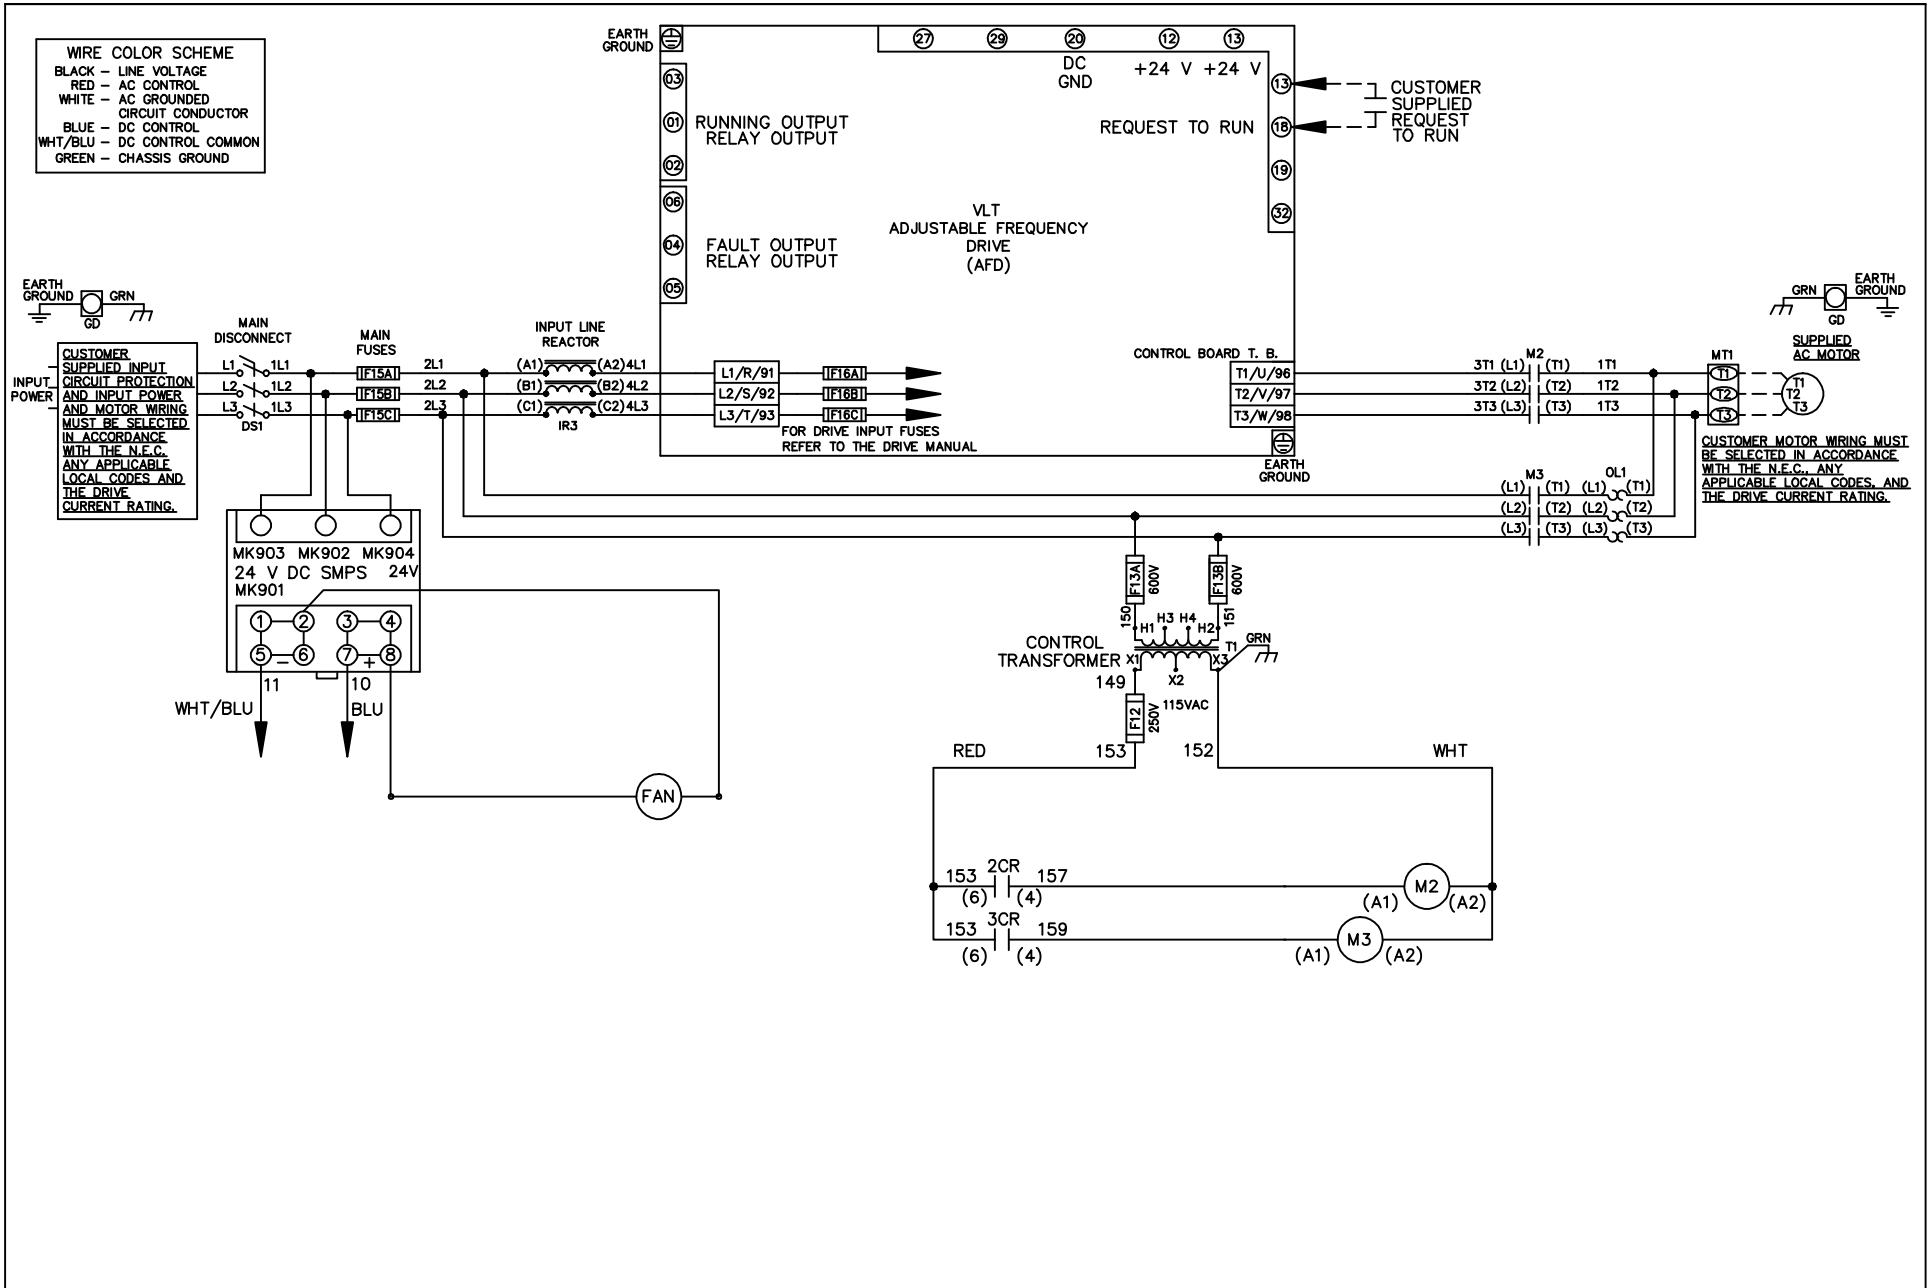 WIRE COLOR SCHEME
BLACK – LINE VOLTAGE
RED – AC CONTROL
WHITE – AC GROUNDED
CIRCUIT CONDUCTOR
BLUE – DC CONTROL
WHT/BLU – DC CONTROL COMMON
GREEN – CHASSIS GROUND
EARTH
GROUND
03
01
02
RUNNING OUTPUT
RELAY OUTPUT
06
04
05
FAULT OUTPUT
RELAY OUTPUT
27 29 20 12 13
DC
GND
+24 V +24 V
13
REQUEST TO RUN 18
19
32
CUSTOMER
SUPPLIED
REQUEST
TO RUN
VLT
ADJUSTABLE FREQUENCY
DRIVE
(AFD)
EARTH
GROUND
GRN
GD
INPUT
POWER
CUSTOMER
SUPPLIED INPUT
CIRCUIT PROTECTION
AND INPUT POWER
AND MOTOR WIRING
MUST BE SELECTED
IN ACCORDANCE
WITH THE N.E.C.
ANY APPLICABLE
LOCAL CODES AND
THE DRIVE
CURRENT RATING.
MAIN
DISCONNECT
L1 1L1
L2 1L2
L3 1L3
DS1
MAIN
FUSES
F15A 2L1
F15B 2L2
F15C 2L3
INPUT LINE
REACTOR
(A1) (A2) 4L1
(B1) (B2) 4L2
(C1) (C2) 4L3
IR3
L1/R/91 F16A
L2/S/92 F16B
L3/T/93 F16C
FOR DRIVE INPUT FUSES
REFER TO THE DRIVE MANUAL
CONTROL BOARD T. B.
T1/U/96
T2/V/97
T3/W/98
EARTH
GROUND
M2
3T1 (L1) (T1) 1T1
3T2 (L2) (T2) 1T2
3T3 (L3) (T3) 1T3
MT1
T1
T2
T3
GRN
GD
EARTH
GROUND
SUPPLIED
AC MOTOR
T1
T2
T3
CUSTOMER MOTOR WIRING MUST
BE SELECTED IN ACCORDANCE
WITH THE N.E.C., ANY
APPLICABLE LOCAL CODES, AND
THE DRIVE CURRENT RATING.
M3 OL1
(L1) (T1) (L1) (T1)
(L2) (T2) (L2) (T2)
(L3) (T3) (L3) (T3)
MK903 MK902 MK904
24 V DC SMPS 24V
MK901
1 2 3 4
5 – 6 7 + 8
11 10
WHT/BLU BLU
FAN
F13A
600V
F13B
600V
150
151
H1 H3 H4 H2
CONTROL
TRANSFORMER
X1 X2 X3
T1
GRN
149
F12
250V
115VAC
RED 153 152 WHT
2CR
153 157
(6) (4)
M2
(A1) (A2)
3CR
153 159
(6) (4)
M3
(A1) (A2)